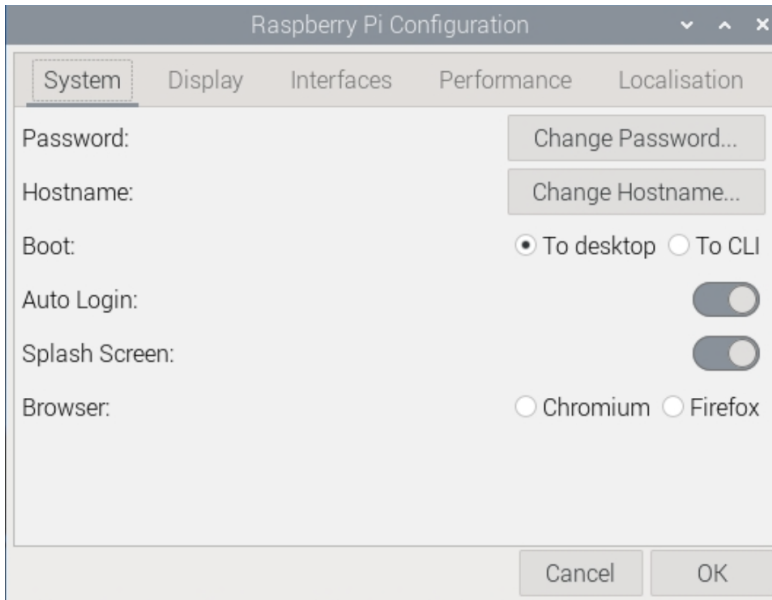 Raspberry Pi Configuration
System Display Interfaces Performance Localisation
Password: Change Password...
Hostname: Change Hostname...
Boot: To desktop To CLI
Auto Login:
Splash Screen:
Browser: Chromium Firefox
Cancel OK